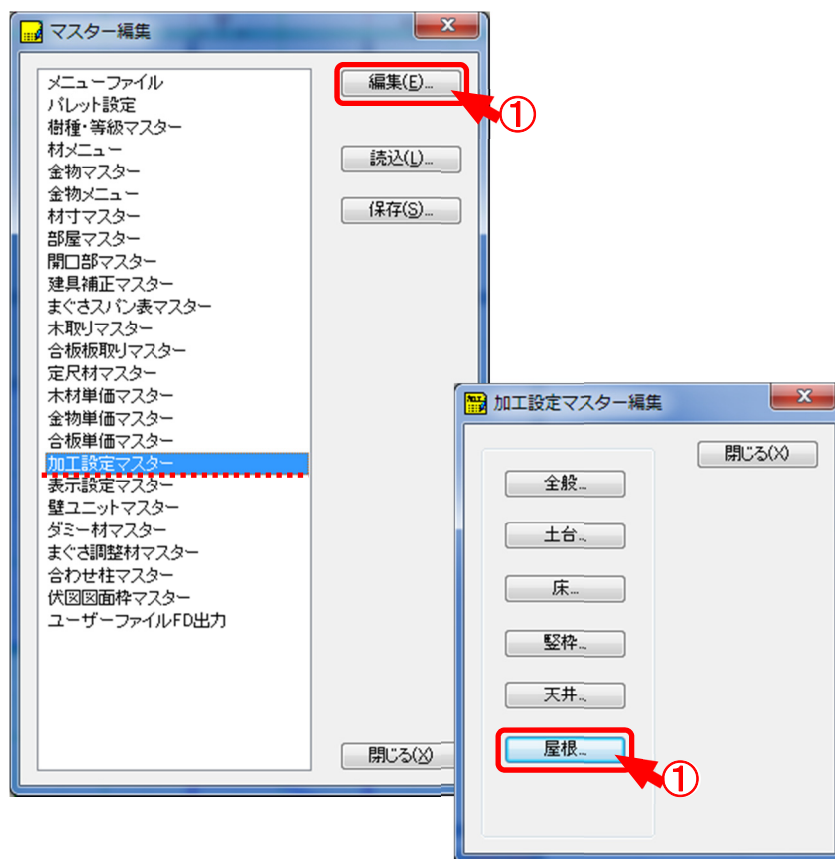 マスター編集
メニューファイル
パレット設定
樹種・等級マスター
材メニュー
金物マスター
金物メニュー
材寸マスター
部屋マスター
開口部マスター
建具補正マスター
まぐさスパン表マスター
木取りマスター
合板板取りマスター
定尺材マスター
木材単価マスター
金物単価マスター
合板単価マスター
加工設定マスター
表示設定マスター
壁ユニットマスター
ダミー材マスター
まぐさ調整材マスター
合わせ柱マスター
伏図図面枠マスター
ユーザーファイルFD出力
編集(E)...
①
読込(L)...
保存(S)...
閉じる(X)
加工設定マスター編集
閉じる(X)
全般...
土台...
床...
竪枠...
天井...
屋根...
①